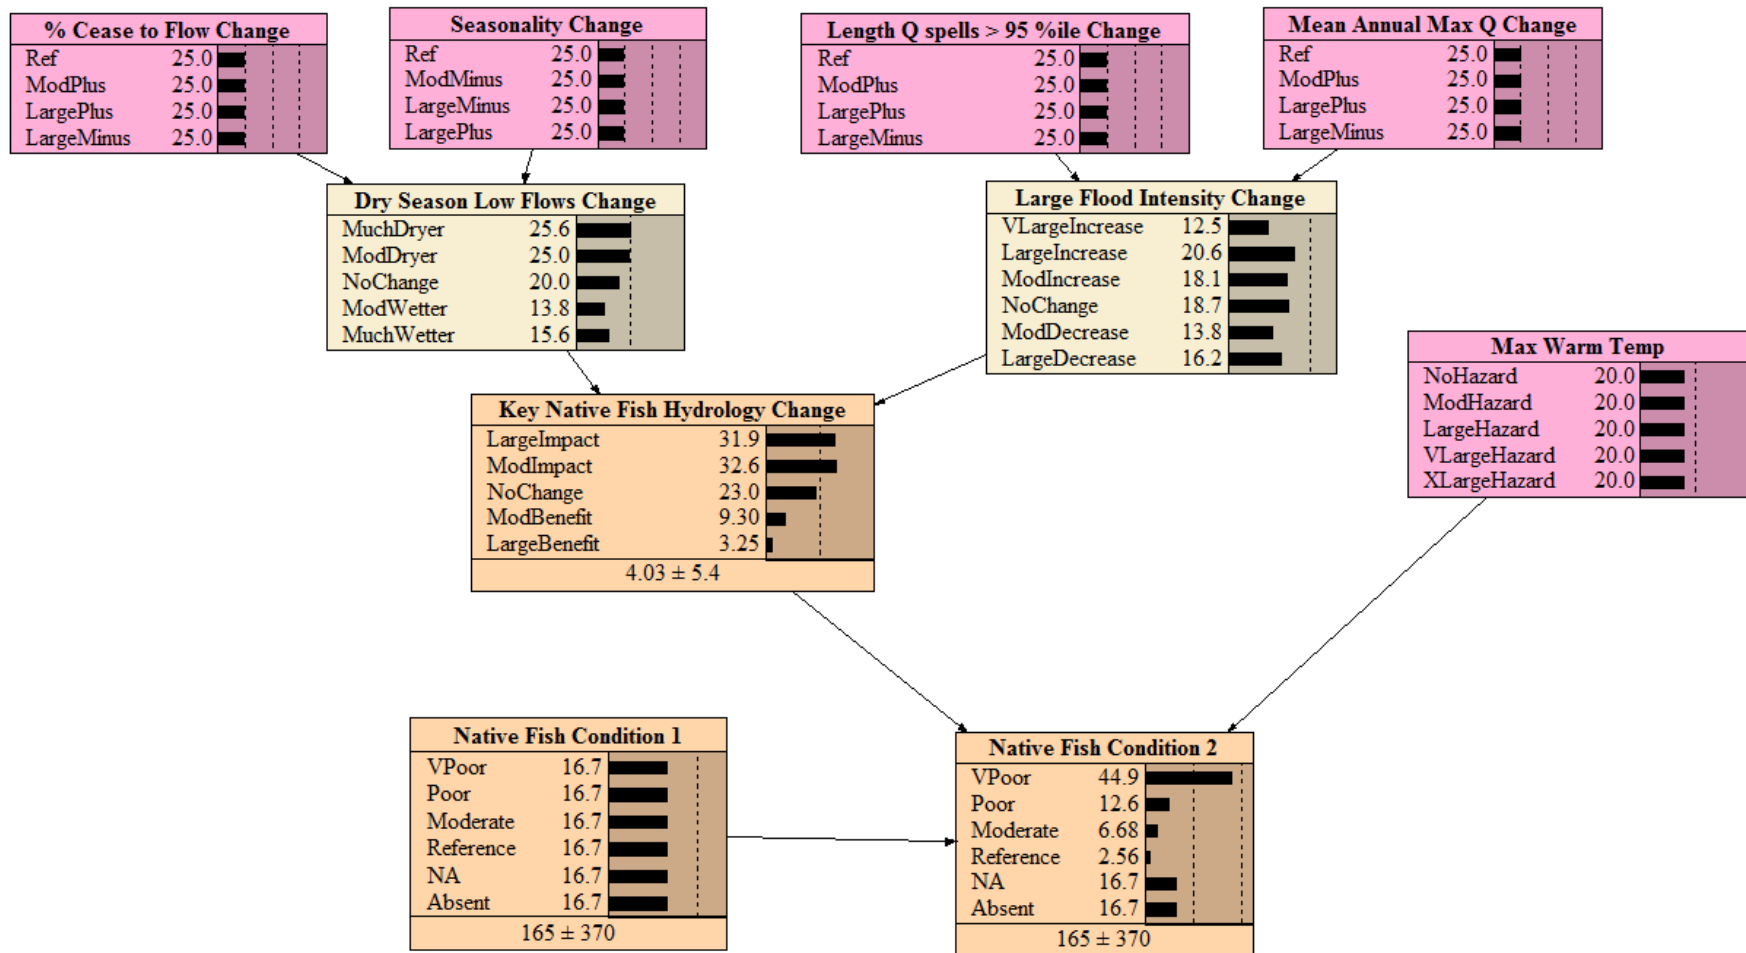 % Cease to Flow Change
Ref 25.0
ModPlus 25.0
LargePlus 25.0
LargeMinus 25.0
Seasonality Change
Ref 25.0
ModMinus 25.0
LargeMinus 25.0
LargePlus 25.0
Length Q spells > 95 %ile Change
Ref 25.0
ModPlus 25.0
LargePlus 25.0
LargeMinus 25.0
Mean Annual Max Q Change
Ref 25.0
ModPlus 25.0
LargePlus 25.0
LargeMinus 25.0
Dry Season Low Flows Change
MuchDryer 25.6
ModDryer 25.0
NoChange 20.0
ModWetter 13.8
MuchWetter 15.6
Large Flood Intensity Change
VLargeIncrease 12.5
LargeIncrease 20.6
ModIncrease 18.1
NoChange 18.7
ModDecrease 13.8
LargeDecrease 16.2
Max Warm Temp
NoHazard 20.0
ModHazard 20.0
LargeHazard 20.0
VLargeHazard 20.0
XLargeHazard 20.0
Key Native Fish Hydrology Change
LargeImpact 31.9
ModImpact 32.6
NoChange 23.0
ModBenefit 9.30
LargeBenefit 3.25
4.03 ± 5.4
Native Fish Condition 1
VPoor 16.7
Poor 16.7
Moderate 16.7
Reference 16.7
NA 16.7
Absent 16.7
165 ± 370
Native Fish Condition 2
VPoor 44.9
Poor 12.6
Moderate 6.68
Reference 2.56
NA 16.7
Absent 16.7
165 ± 370